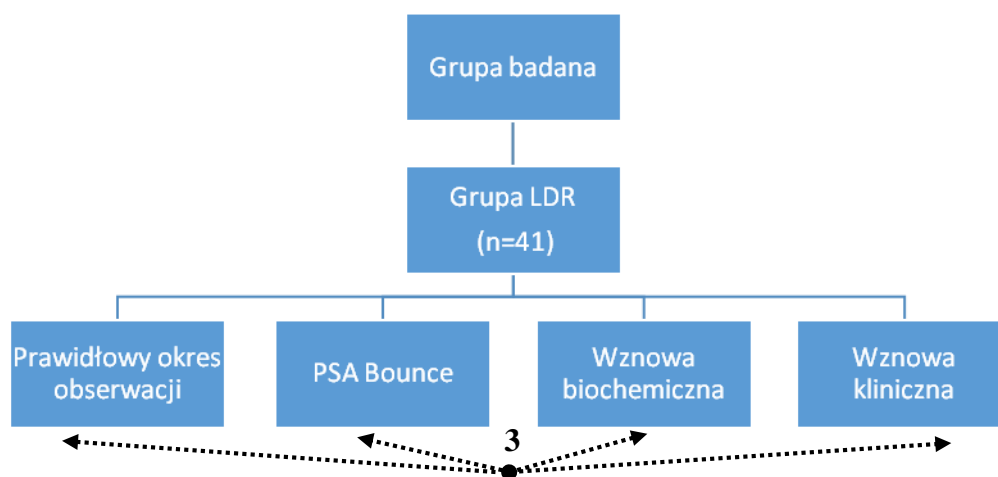 Grupa badana
Grupa LDR
(n=41)
Prawidłowy okres
obserwacji
PSA Bounce
Wznowa
biochemiczna
Wznowa
kliniczna
3